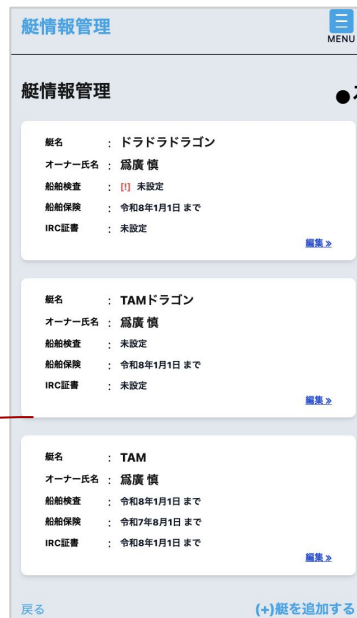 艇情報管理
MENU
艇情報管理
艇名 : ドラドラドラゴン
オーナー氏名 : 爲廣 慎
船舶検査 : [!] 未設定
船舶保険 : 令和8年1月1日 まで
IRC証書 : 未設定
編集 »
艇名 : TAMドラゴン
オーナー氏名 : 爲廣 慎
船舶検査 : 未設定
船舶保険 : 令和8年1月1日 まで
IRC証書 : 未設定
編集 »
艇名 : TAM
オーナー氏名 : 爲廣 慎
船舶検査 : 令和8年1月1日 まで
船舶保険 : 令和7年8月1日 まで
IRC証書 : 令和8年1月1日 まで
編集 »
戻る
(+)艇を追加する